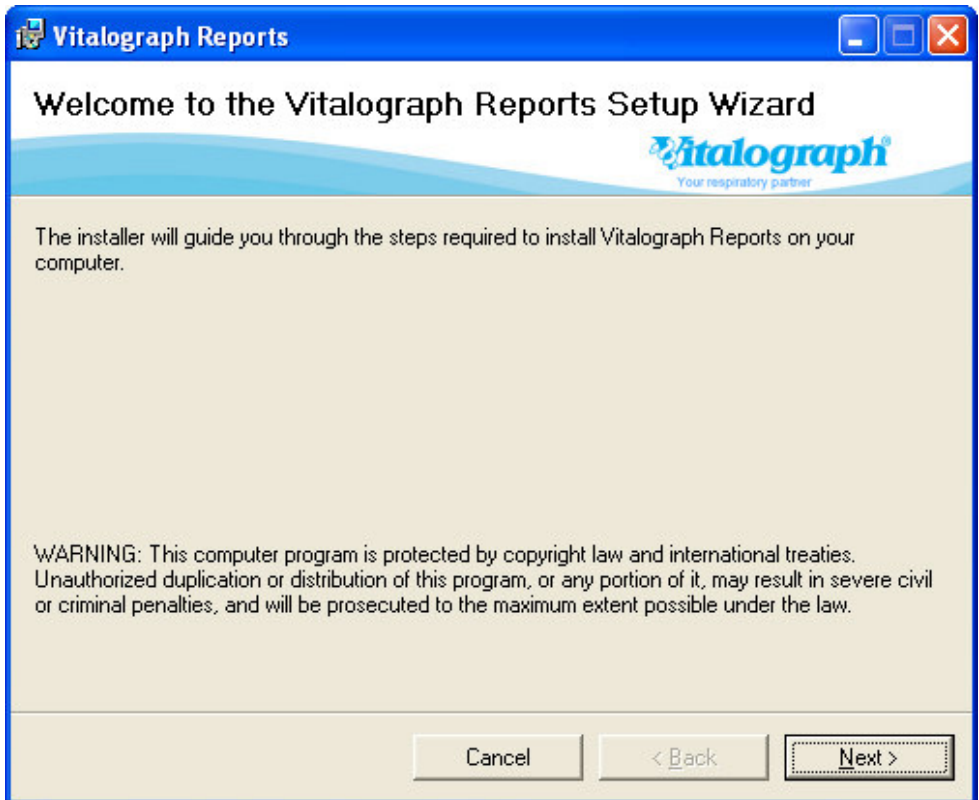 Vitalograph Reports
Welcome to the Vitalograph Reports Setup Wizard
Vitalograph®
Your respiratory partner
The installer will guide you through the steps required to install Vitalograph Reports on your
computer.
WARNING: This computer program is protected by copyright law and international treaties.
Unauthorized duplication or distribution of this program, or any portion of it, may result in severe civil
or criminal penalties, and will be prosecuted to the maximum extent possible under the law.
Cancel < Back Next >